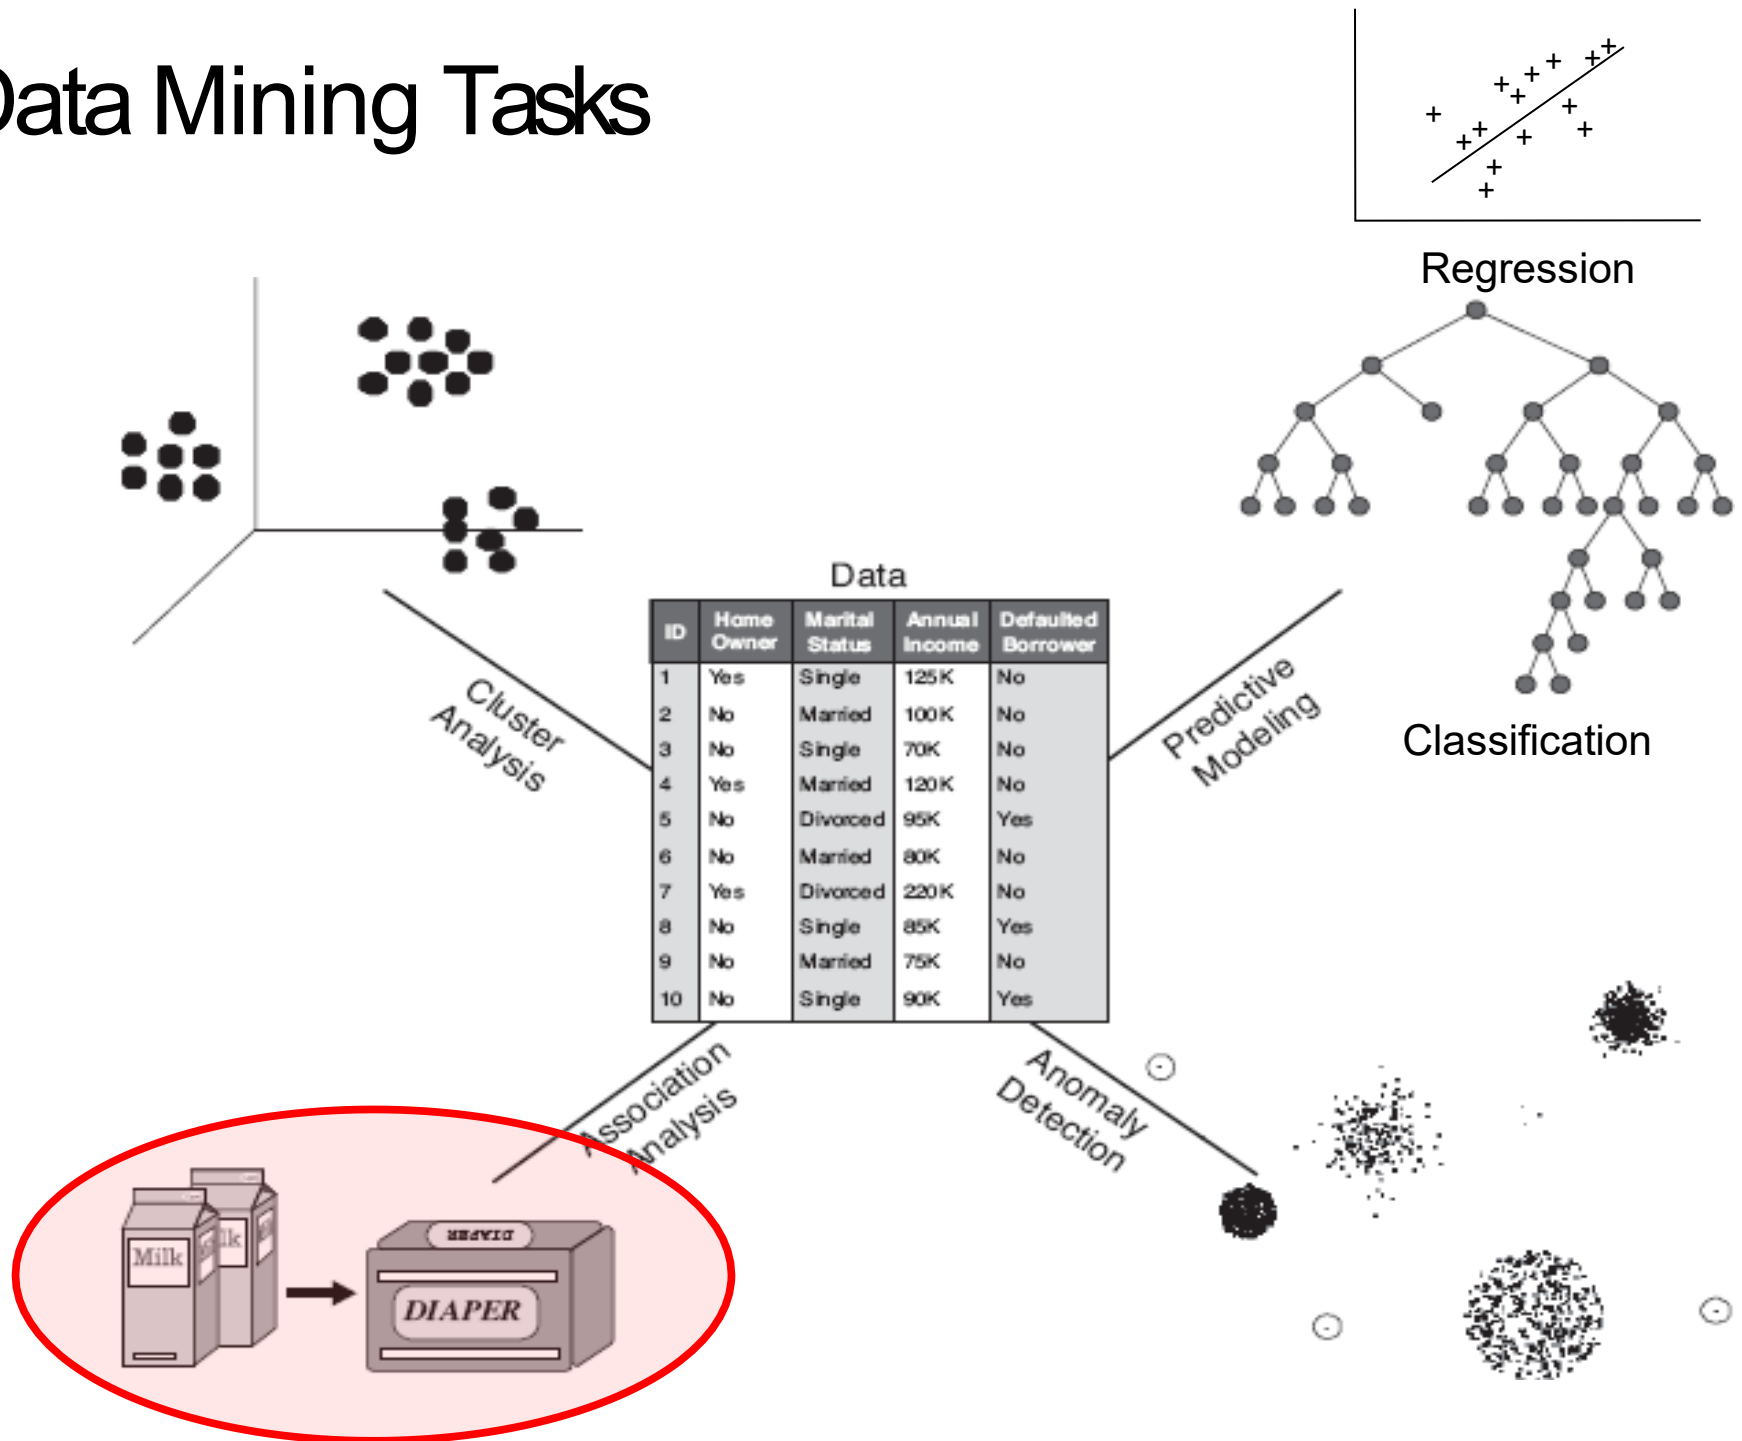 Data Mining Tasks
Regression
Classification
Cluster
Analysis
Predictive
Modeling
Data
ID Home Owner Marital Status Annual Income Defaulted Borrower
1 Yes Single 125K No
2 No Married 100K No
3 No Single 70K No
4 Yes Married 120K No
5 No Divorced 95K Yes
6 No Married 80K No
7 Yes Divorced 220K No
8 No Single 85K Yes
9 No Married 75K No
10 No Single 90K Yes
Association
Analysis
Anomaly
Detection
Milk
lk
DIAPER
DIAPER